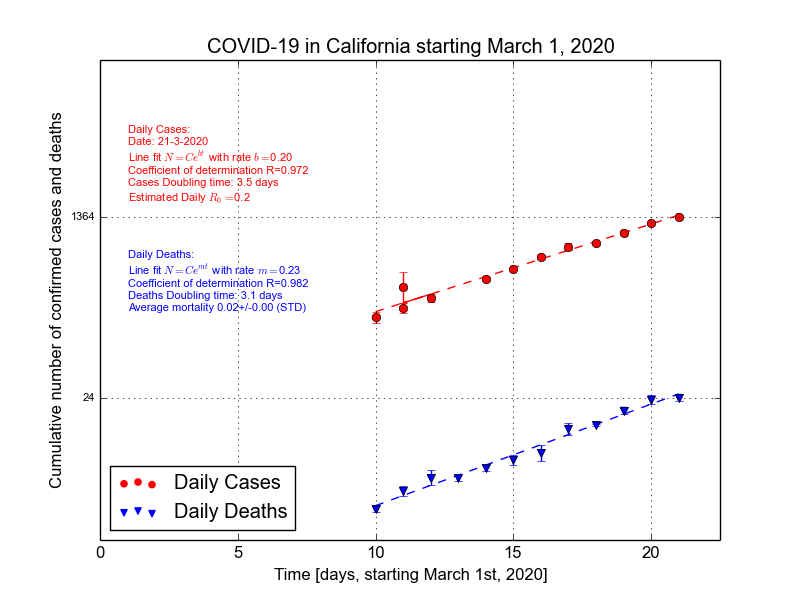 COVID-19 in California starting March 1, 2020
Cumulative number of confirmed cases and deaths
Daily Cases:
Date: 21-3-2020
Line fit N = Ce^{bt} with rate b = 0.20
Coefficient of determination R=0.972
Cases Doubling time: 3.5 days
Estimated Daily R_0 = 0.2
1364
Daily Deaths:
Line fit N = Ce^{mt} with rate m = 0.23
Coefficient of determination R=0.982
Deaths Doubling time: 3.1 days
Average mortality 0.02+/-0.00 (STD)
24
Daily Cases
Daily Deaths
0 5 10 15 20
Time [days, starting March 1st, 2020]